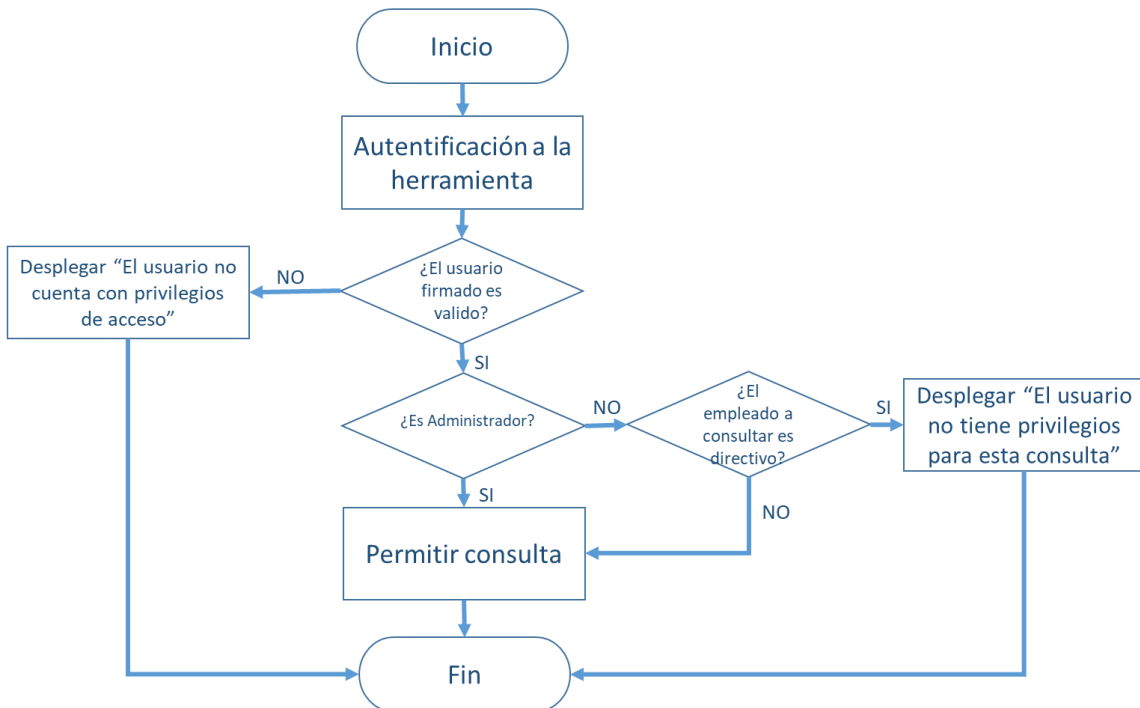 Inicio
Autentificación a la
herramienta
¿El usuario
firmado es
valido?
NO
Desplegar “El usuario no
cuenta con privilegios
de acceso”
SI
¿Es Administrador?
NO
¿El
empleado a
consultar es
directivo?
SI
Desplegar “El usuario
no tiene privilegios
para esta consulta”
SI
NO
Permitir consulta
Fin